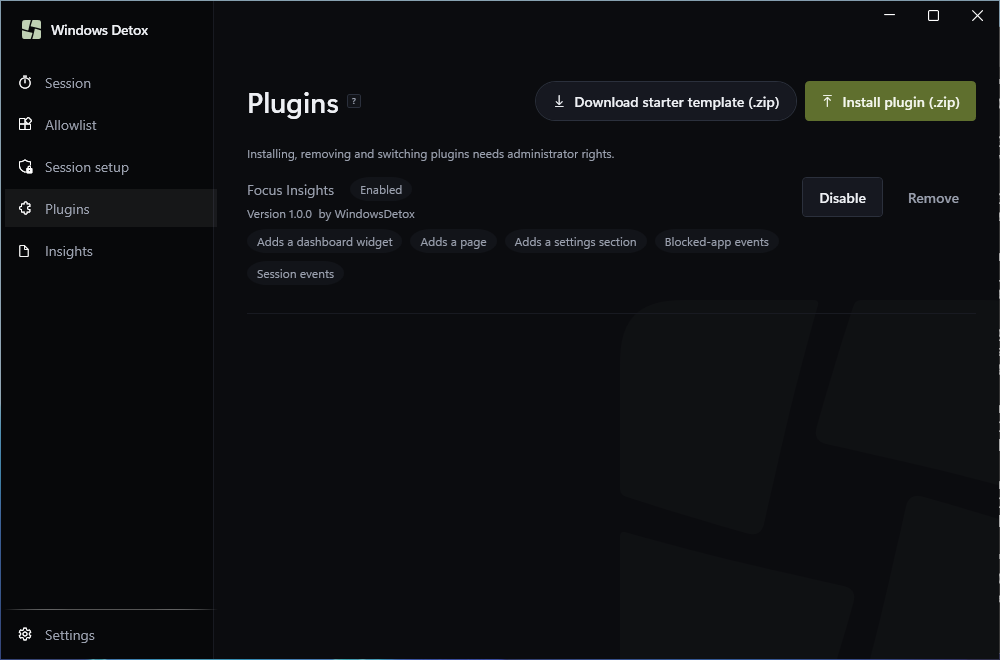 Windows Detox
Session
Allowlist
Session setup
Plugins
Insights
Settings
Plugins ?
Download starter template (.zip)
Install plugin (.zip)
Installing, removing and switching plugins needs administrator rights.
Focus Insights Enabled
Version 1.0.0 by WindowsDetox
Disable
Remove
Adds a dashboard widget Adds a page Adds a settings section Blocked-app events
Session events